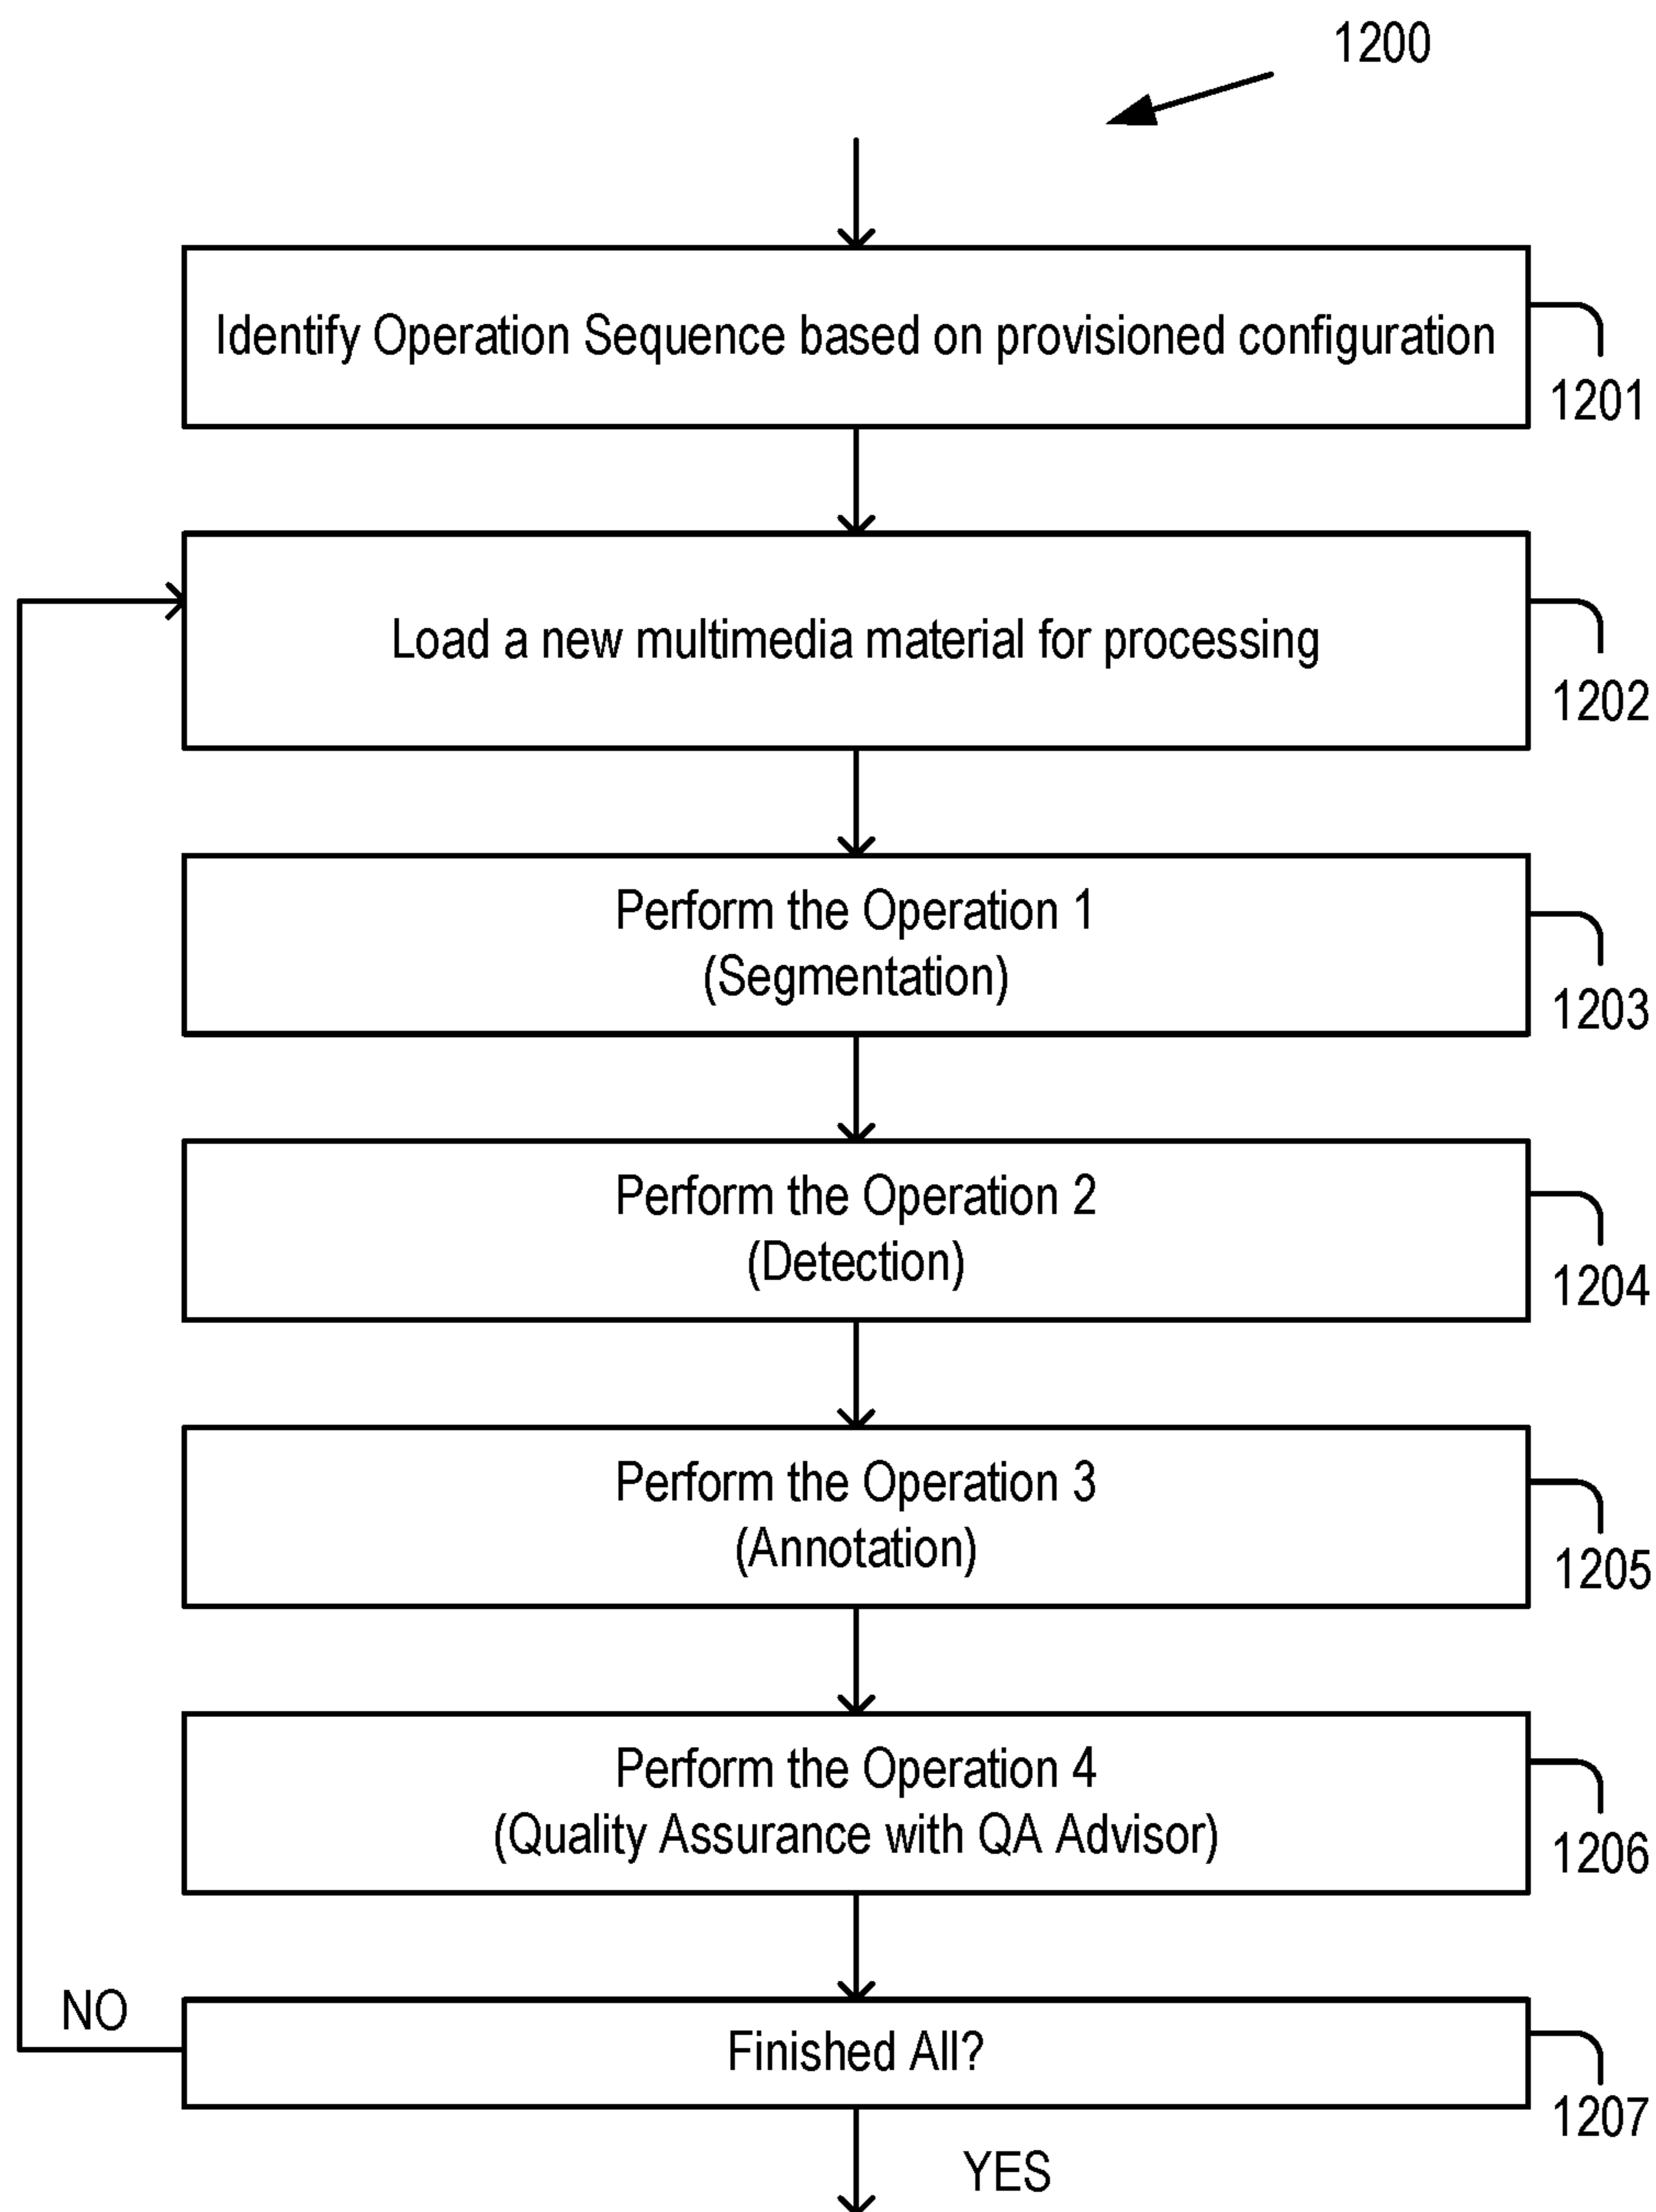 1200
Identify Operation Sequence based on provisioned configuration
1201
Load a new multimedia material for processing
1202
Perform the Operation 1
(Segmentation)
1203
Perform the Operation 2
(Detection)
1204
Perform the Operation 3
(Annotation)
1205
Perform the Operation 4
(Quality Assurance with QA Advisor)
1206
NO
Finished All?
1207
YES